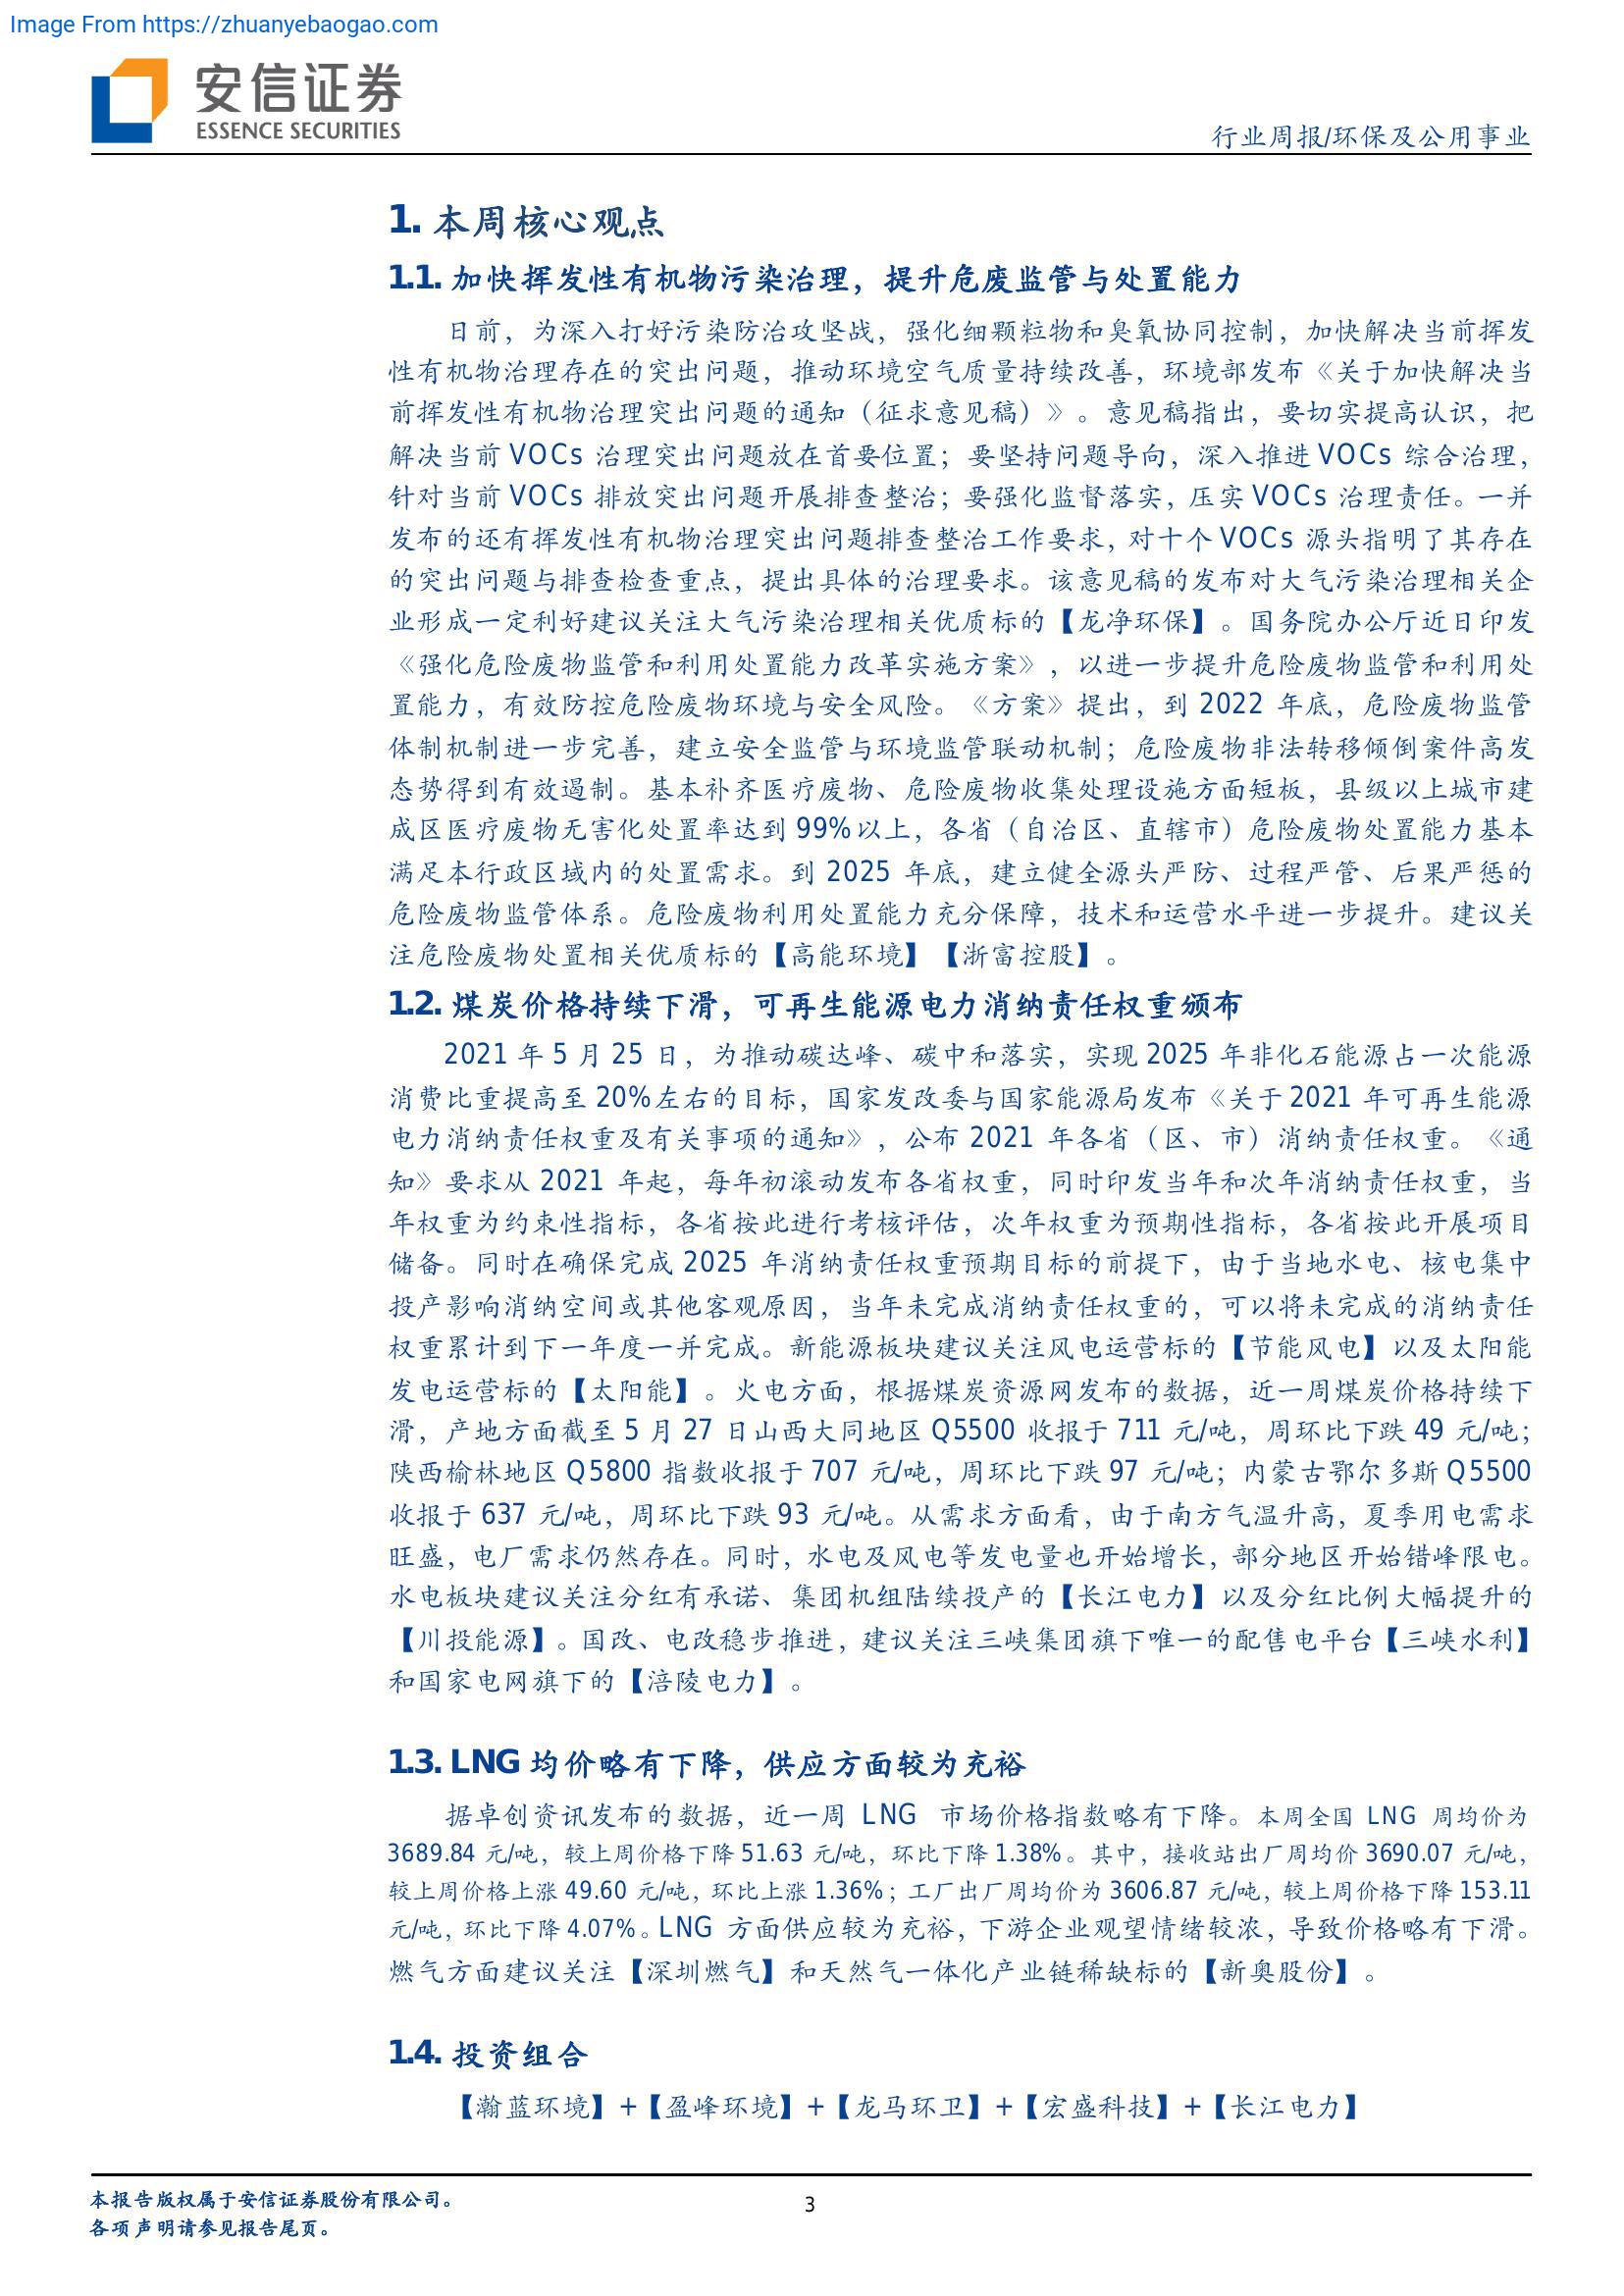 Image From https://zhuanyebaogao.com
安信证券
ESSENCE SECURITIES
行业周报/环保及公用事业
1. 本周核心观点
1.1. 加快挥发性有机物污染治理，提升危废监管与处置能力
日前，为深入打好污染防治攻坚战，强化细颗粒物和臭氧协同控制，加快解决当前挥发
性有机物治理存在的突出问题，推动环境空气质量持续改善，环境部发布《关于加快解决当
前挥发性有机物治理突出问题的通知（征求意见稿）》。意见稿指出，要切实提高认识，把
解决当前 VOCs 治理突出问题放在首要位置；要坚持问题导向，深入推进 VOCs 综合治理，
针对当前 VOCs 排放突出问题开展排查整治；要强化监督落实，压实 VOCs 治理责任。一并
发布的还有挥发性有机物治理突出问题排查整治工作要求，对十个 VOCs 源头指明了其存在
的突出问题与排查检查重点，提出具体的治理要求。该意见稿的发布对大气污染治理相关企
业形成一定利好建议关注大气污染治理相关优质标的【龙净环保】。国务院办公厅近日印发
《强化危险废物监管和利用处置能力改革实施方案》，以进一步提升危险废物监管和利用处
置能力，有效防控危险废物环境与安全风险。《方案》提出，到 2022 年底，危险废物监管
体制机制进一步完善，建立安全监管与环境监管联动机制；危险废物非法转移倾倒案件高发
态势得到有效遏制。基本补齐医疗废物、危险废物收集处理设施方面短板，县级以上城市建
成区医疗废物无害化处置率达到 99%以上，各省（自治区、直辖市）危险废物处置能力基本
满足本行政区域内的处置需求。到 2025 年底，建立健全源头严防、过程严管、后果严惩的
危险废物监管体系。危险废物利用处置能力充分保障，技术和运营水平进一步提升。建议关
注危险废物处置相关优质标的【高能环境】【浙富控股】。
1.2. 煤炭价格持续下滑，可再生能源电力消纳责任权重颁布
2021 年 5 月 25 日，为推动碳达峰、碳中和落实，实现 2025 年非化石能源占一次能源
消费比重提高至 20%左右的目标，国家发改委与国家能源局发布《关于 2021 年可再生能源
电力消纳责任权重及有关事项的通知》，公布 2021 年各省（区、市）消纳责任权重。《通
知》要求从 2021 年起，每年初滚动发布各省权重，同时印发当年和次年消纳责任权重，当
年权重为约束性指标，各省按此进行考核评估，次年权重为预期性指标，各省按此开展项目
储备。同时在确保完成 2025 年消纳责任权重预期目标的前提下，由于当地水电、核电集中
投产影响消纳空间或其他客观原因，当年未完成消纳责任权重的，可以将未完成的消纳责任
权重累计到下一年度一并完成。新能源板块建议关注风电运营标的【节能风电】以及太阳能
发电运营标的【太阳能】。火电方面，根据煤炭资源网发布的数据，近一周煤炭价格持续下
滑，产地方面截至 5 月 27 日山西大同地区 Q5500 收报于 711 元/吨，周环比下跌 49 元/吨；
陕西榆林地区 Q5800 指数收报于 707 元/吨，周环比下跌 97 元/吨；内蒙古鄂尔多斯 Q5500
收报于 637 元/吨，周环比下跌 93 元/吨。从需求方面看，由于南方气温升高，夏季用电需求
旺盛，电厂需求仍然存在。同时，水电及风电等发电量也开始增长，部分地区开始错峰限电。
水电板块建议关注分红有承诺、集团机组陆续投产的【长江电力】以及分红比例大幅提升的
【川投能源】。国改、电改稳步推进，建议关注三峡集团旗下唯一的配售电平台【三峡水利】
和国家电网旗下的【涪陵电力】。
1.3. LNG 均价略有下降，供应方面较为充裕
据卓创资讯发布的数据，近一周 LNG 市场价格指数略有下降。本周全国 LNG 周均价为
3689.84 元/吨，较上周价格下降 51.63 元/吨，环比下降 1.38%。其中，接收站出厂周均价 3690.07 元/吨，
较上周价格上涨 49.60 元/吨，环比上涨 1.36%；工厂出厂周均价为 3606.87 元/吨，较上周价格下降 153.11
元/吨，环比下降 4.07%。LNG 方面供应较为充裕，下游企业观望情绪较浓，导致价格略有下滑。
燃气方面建议关注【深圳燃气】和天然气一体化产业链稀缺标的【新奥股份】。
1.4. 投资组合
【瀚蓝环境】+【盈峰环境】+【龙马环卫】+【宏盛科技】+【长江电力】
本报告版权属于安信证券股份有限公司。
各项声明请参见报告尾页。
3